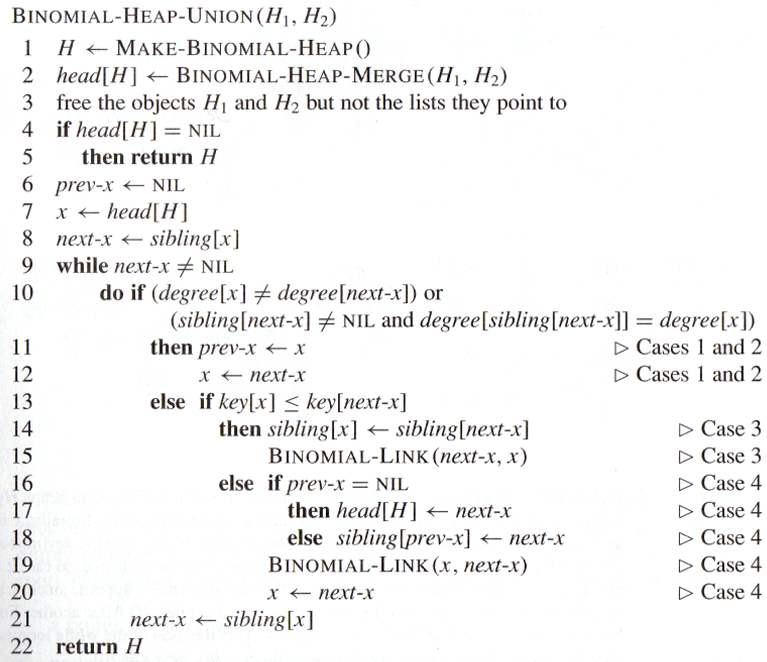 BINOMIAL-HEAP-UNION(H₁, H₂)
1 H ← MAKE-BINOMIAL-HEAP()
2 head[H] ← BINOMIAL-HEAP-MERGE(H₁, H₂)
3 free the objects H₁ and H₂ but not the lists they point to
4 if head[H] = NIL
5 then return H
6 prev-x ← NIL
7 x ← head[H]
8 next-x ← sibling[x]
9 while next-x ≠ NIL
10 do if (degree[x] ≠ degree[next-x]) or
(sibling[next-x] ≠ NIL and degree[sibling[next-x]] = degree[x])
11 then prev-x ← x ▷ Cases 1 and 2
12 x ← next-x ▷ Cases 1 and 2
13 else if key[x] ≤ key[next-x]
14 then sibling[x] ← sibling[next-x] ▷ Case 3
15 BINOMIAL-LINK(next-x, x) ▷ Case 3
16 else if prev-x = NIL ▷ Case 4
17 then head[H] ← next-x ▷ Case 4
18 else sibling[prev-x] ← next-x ▷ Case 4
19 BINOMIAL-LINK(x, next-x) ▷ Case 4
20 x ← next-x ▷ Case 4
21 next-x ← sibling[x]
22 return H